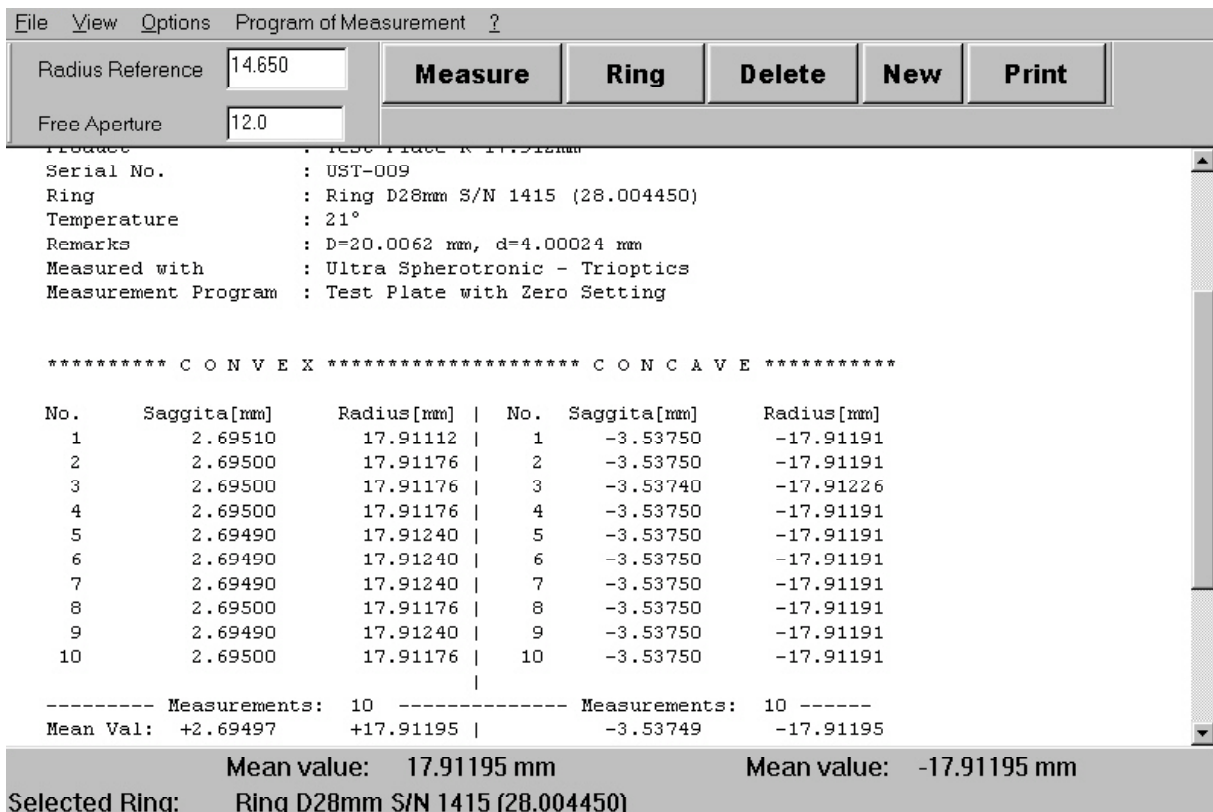 File View Options Program of Measurement ?
Radius Reference 14.650 Measure Ring Delete New Print
Free Aperture 12.0
Product : Test Plate R 17.912mm
Serial No. : UST-009
Ring : Ring D28mm S/N 1415 (28.004450)
Temperature : 21°
Remarks : D=20.0062 mm, d=4.00024 mm
Measured with : Ultra Spherotronic - Trioptics
Measurement Program : Test Plate with Zero Setting
********** C O N V E X ********************* C O N C A V E ***********
No. Saggita[mm] Radius[mm] | No. Saggita[mm] Radius[mm]
1 2.69510 17.91112 | 1 -3.53750 -17.91191
2 2.69500 17.91176 | 2 -3.53750 -17.91191
3 2.69500 17.91176 | 3 -3.53740 -17.91226
4 2.69500 17.91176 | 4 -3.53750 -17.91191
5 2.69490 17.91240 | 5 -3.53750 -17.91191
6 2.69490 17.91240 | 6 -3.53750 -17.91191
7 2.69490 17.91240 | 7 -3.53750 -17.91191
8 2.69500 17.91176 | 8 -3.53750 -17.91191
9 2.69490 17.91240 | 9 -3.53750 -17.91191
10 2.69500 17.91176 | 10 -3.53750 -17.91191
|
--------- Measurements: 10 -------------- Measurements: 10 ------
Mean Val: +2.69497 +17.91195 | -3.53749 -17.91195
Mean value: 17.91195 mm Mean value: -17.91195 mm
Selected Ring: Ring D28mm S/N 1415 (28.004450)